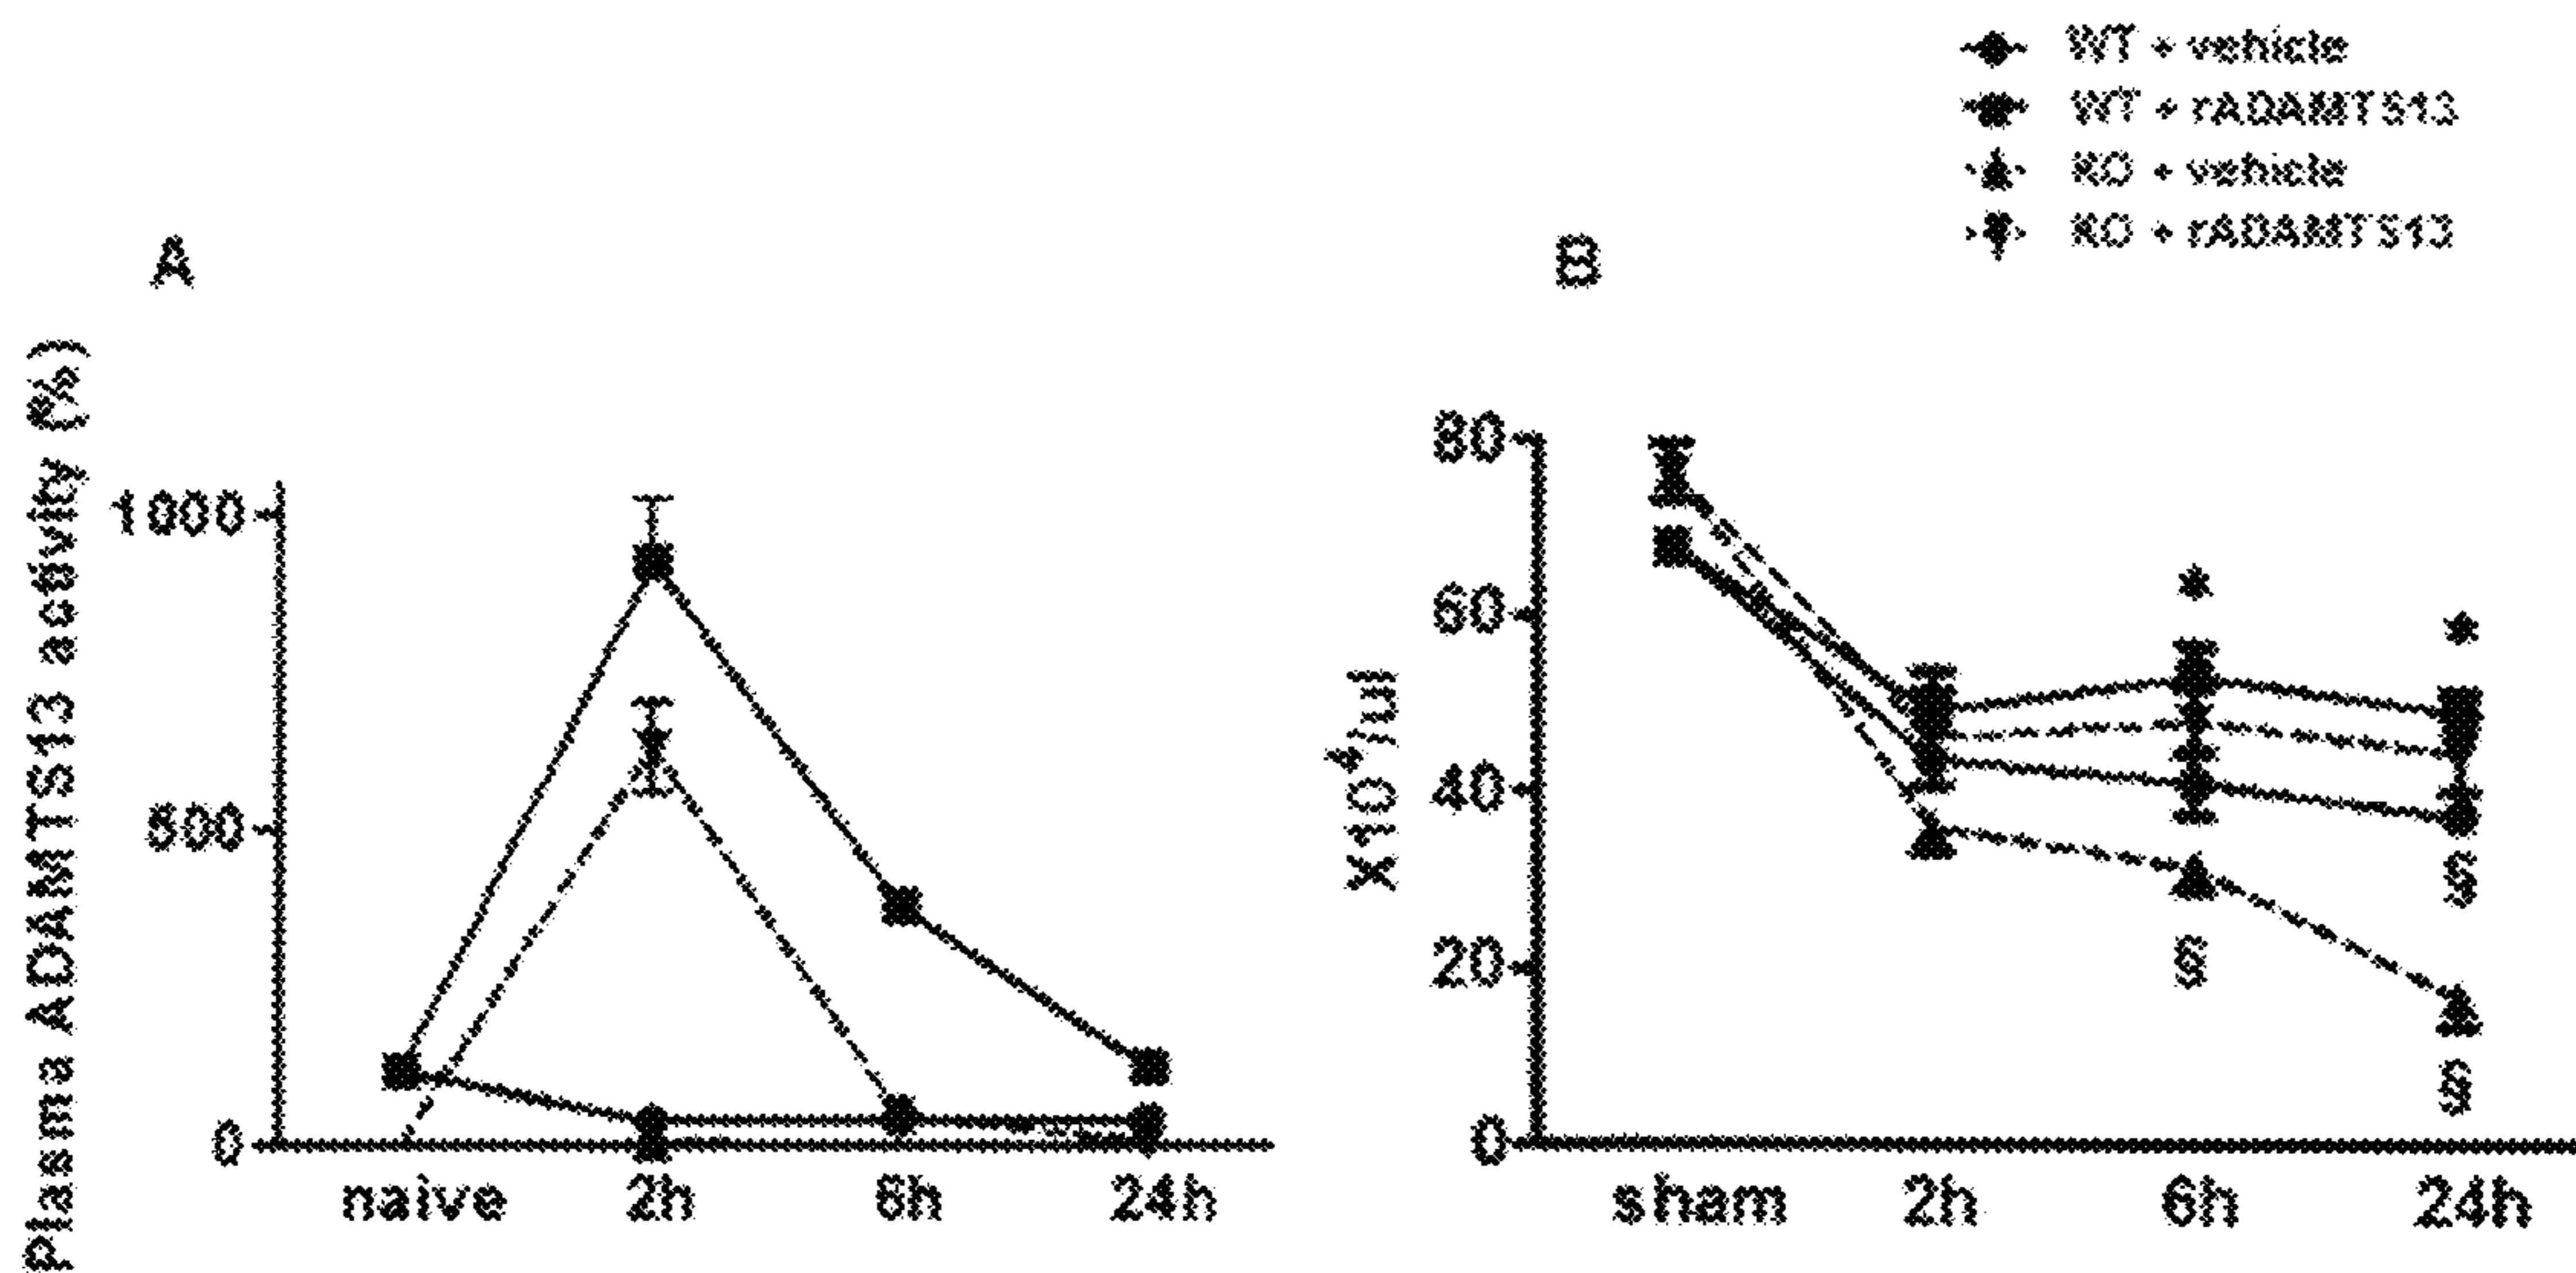 WT + vehicle
WT + rADAMTS13
KO + vehicle
KO + rADAMTS13
A
B
Plasma ADAMTS13 activity (%)
1000
500
0
naive 2h 6h 24h
X10⁴/ul
80
60
40
20
0
*
*
§
§
§
sham 2h 6h 24h